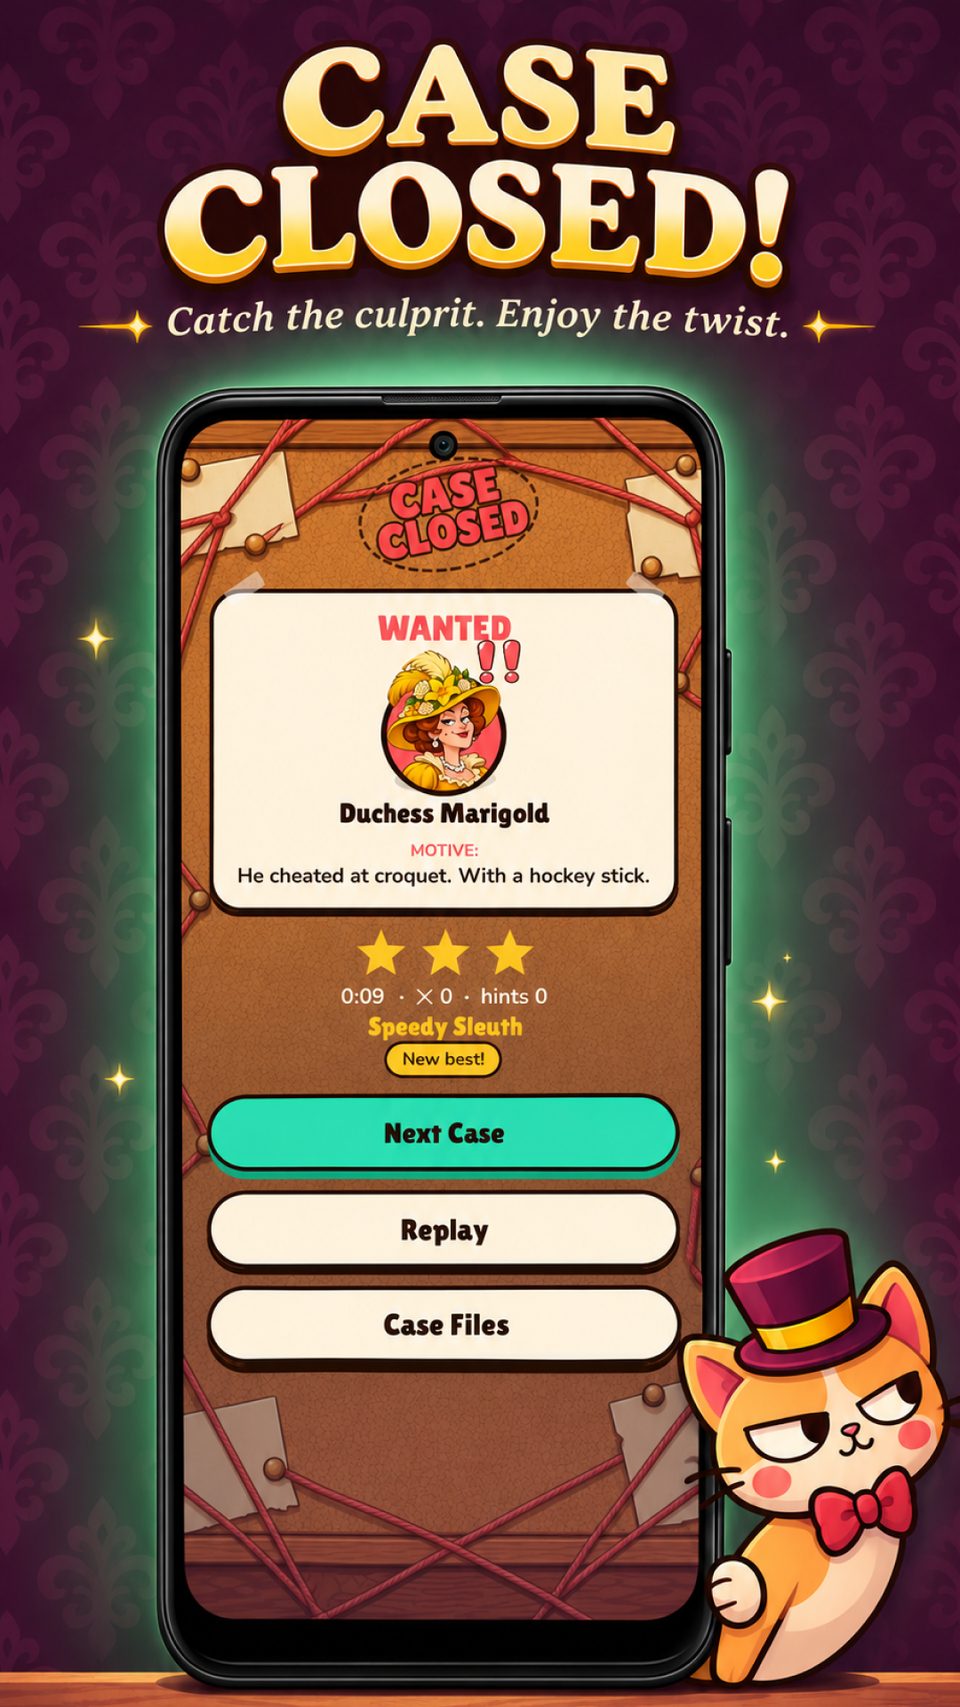 CASE
CLOSED!
Catch the culprit. Enjoy the twist.
CASE
CLOSED
WANTED
!!
Duchess Marigold
MOTIVE:
He cheated at croquet. With a hockey stick.
0:09 · × 0 · hints 0
Speedy Sleuth
New best!
Next Case
Replay
Case Files